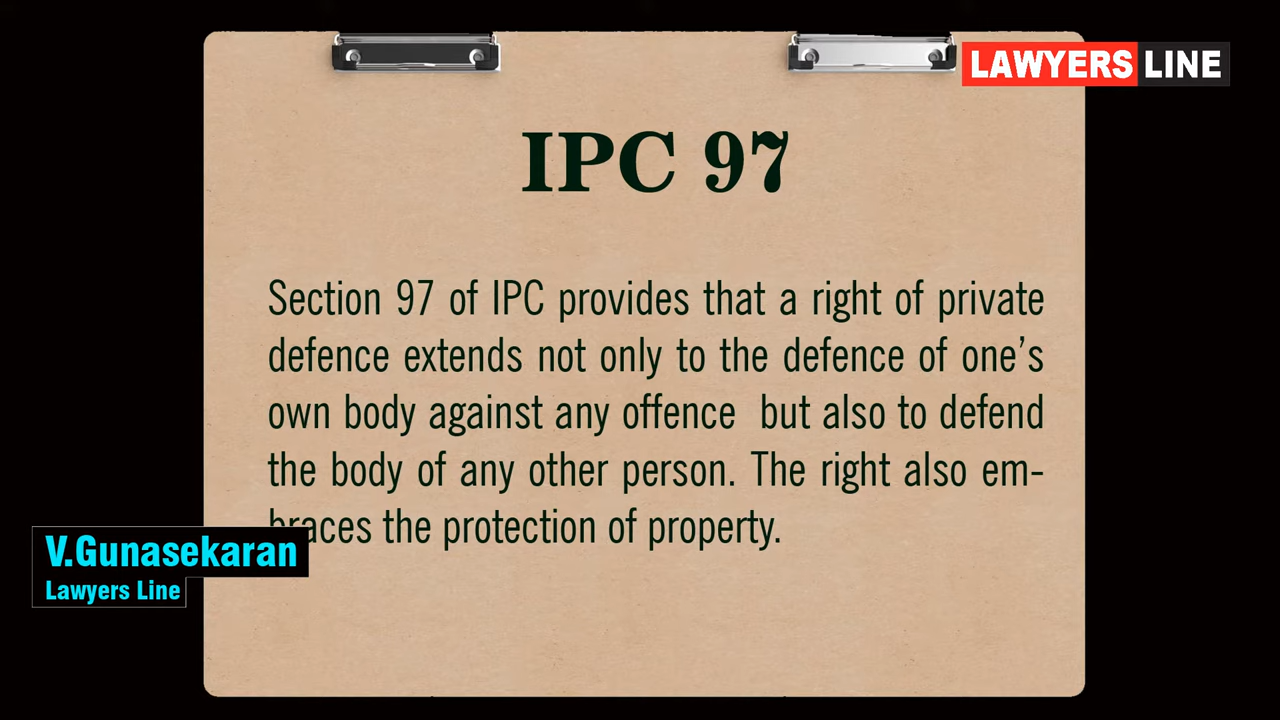 LAWYERS LINE
IPC 97
Section 97 of IPC provides that a right of private
defence extends not only to the defence of one’s
own body against any offence but also to defend
the body of any other person. The right also em-
braces the protection of property.
V.Gunasekaran
Lawyers Line